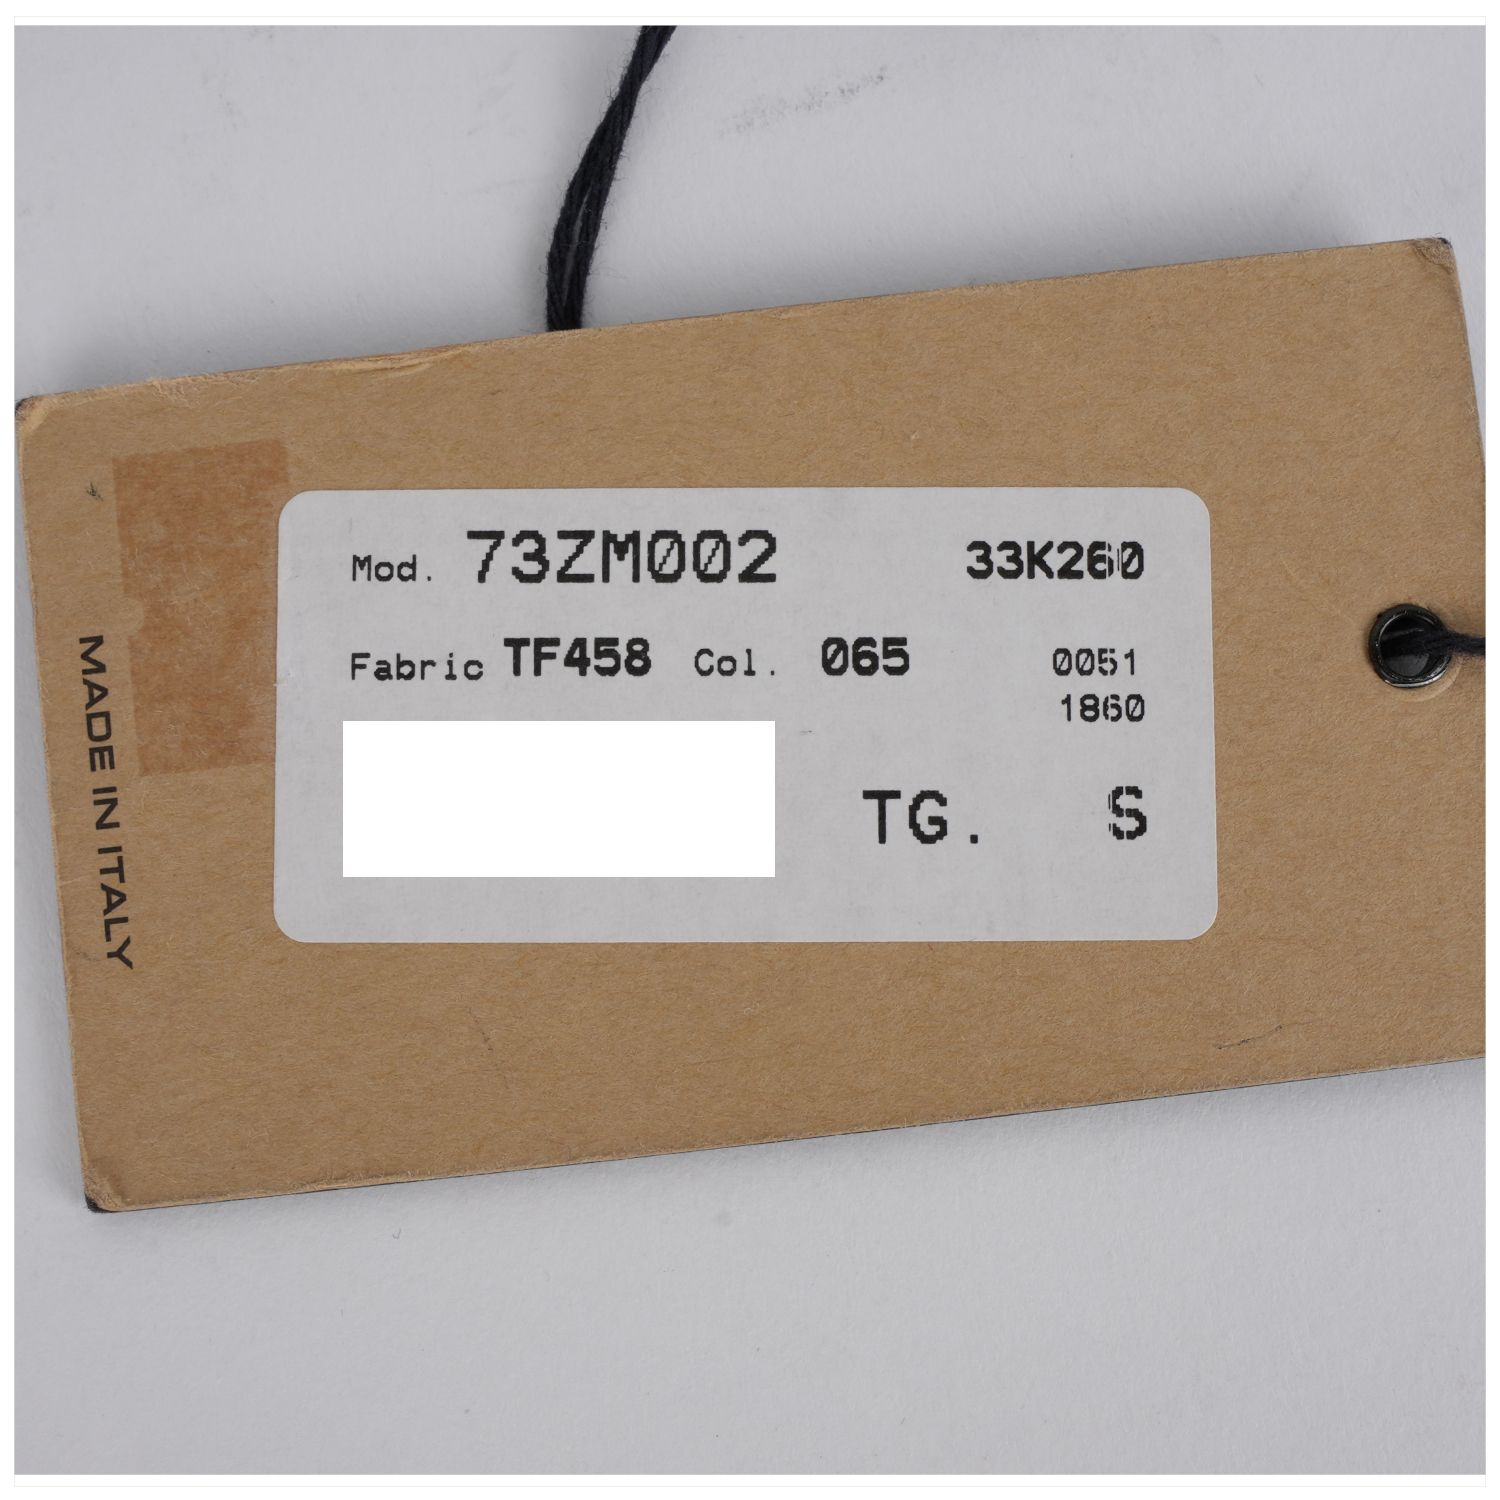 Mod. 73ZM002 33K260
Fabric TF458 Col. 065 0051
1860
TG. S
MADE IN ITALY